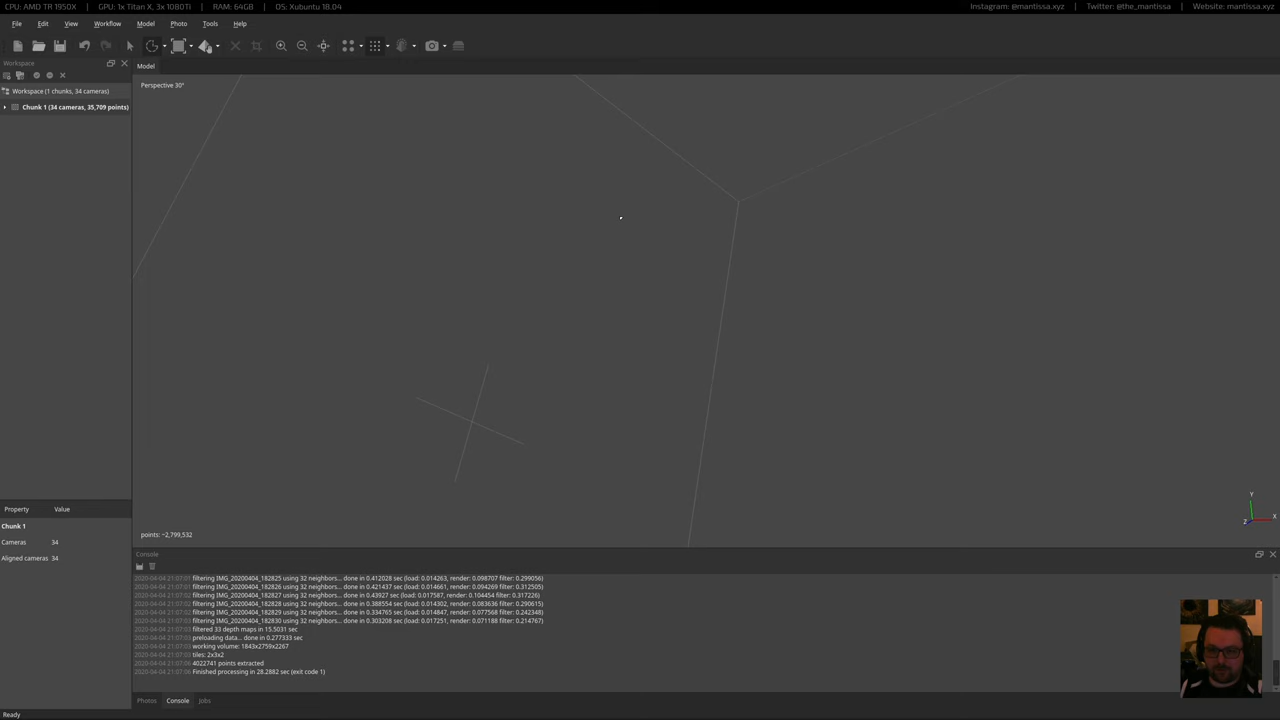 CPU: AMD TR 1950X | GPU: 1x Titan X, 3x 1080Ti | RAM: 64GB | OS: Xubuntu 18.04
Instagram: @mantissa.xyz | Twitter: @the_mantissa | Website: mantissa.xyz
File Edit View Workflow Model Photo Tools Help
Workspace
Model
Workspace (1 chunks, 34 cameras)
Chunk 1 (34 cameras, 35,709 points)
Perspective 30°
Property Value
Chunk 1
Cameras 34
Aligned cameras 34
Y
X
Z
points: ~2,799,532
Console
2020-04-04 21:07:01 filtering IMG_20200404_182825 using 32 neighbors... done in 0.412028 sec (load: 0.014263, render: 0.098707 filter: 0.299056)
2020-04-04 21:07:01 filtering IMG_20200404_182826 using 32 neighbors... done in 0.421437 sec (load: 0.014661, render: 0.094269 filter: 0.312505)
2020-04-04 21:07:02 filtering IMG_20200404_182827 using 32 neighbors... done in 0.43927 sec (load: 0.017587, render: 0.104454 filter: 0.317226)
2020-04-04 21:07:02 filtering IMG_20200404_182828 using 32 neighbors... done in 0.388554 sec (load: 0.014302, render: 0.083636 filter: 0.290615)
2020-04-04 21:07:02 filtering IMG_20200404_182829 using 32 neighbors... done in 0.334765 sec (load: 0.014847, render: 0.077568 filter: 0.242348)
2020-04-04 21:07:03 filtering IMG_20200404_182830 using 32 neighbors... done in 0.303208 sec (load: 0.017251, render: 0.071188 filter: 0.214767)
2020-04-04 21:07:03 filtered 33 depth maps in 15.5031 sec
2020-04-04 21:07:03 preloading data... done in 0.277333 sec
2020-04-04 21:07:03 working volume: 1843x2759x2267
2020-04-04 21:07:03 tiles: 2x3x2
2020-04-04 21:07:06 4022741 points extracted
2020-04-04 21:07:06 Finished processing in 28.2882 sec (exit code 1)
Photos Console Jobs
Ready